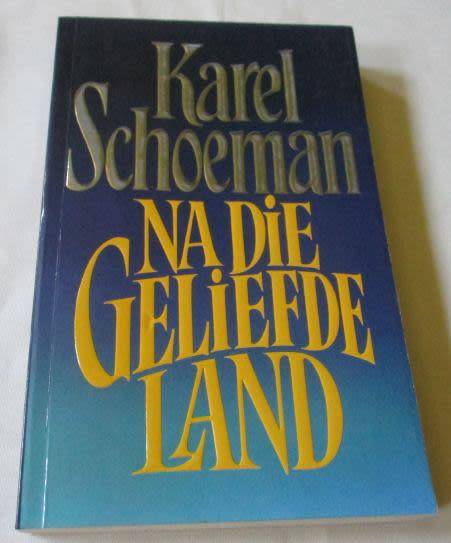 Karel
Schoeman
NA DiE
GELiEFDE
LAND